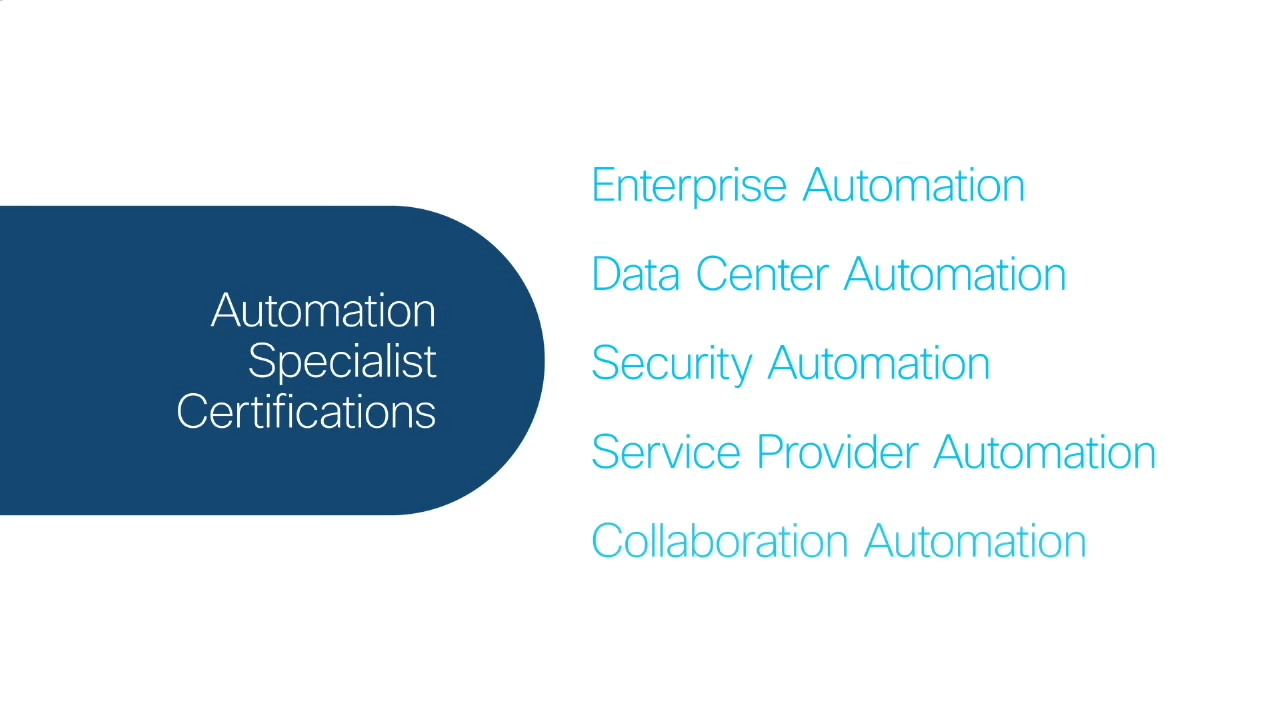 Automation
Specialist
Certifications
Enterprise Automation
Data Center Automation
Security Automation
Service Provider Automation
Collaboration Automation